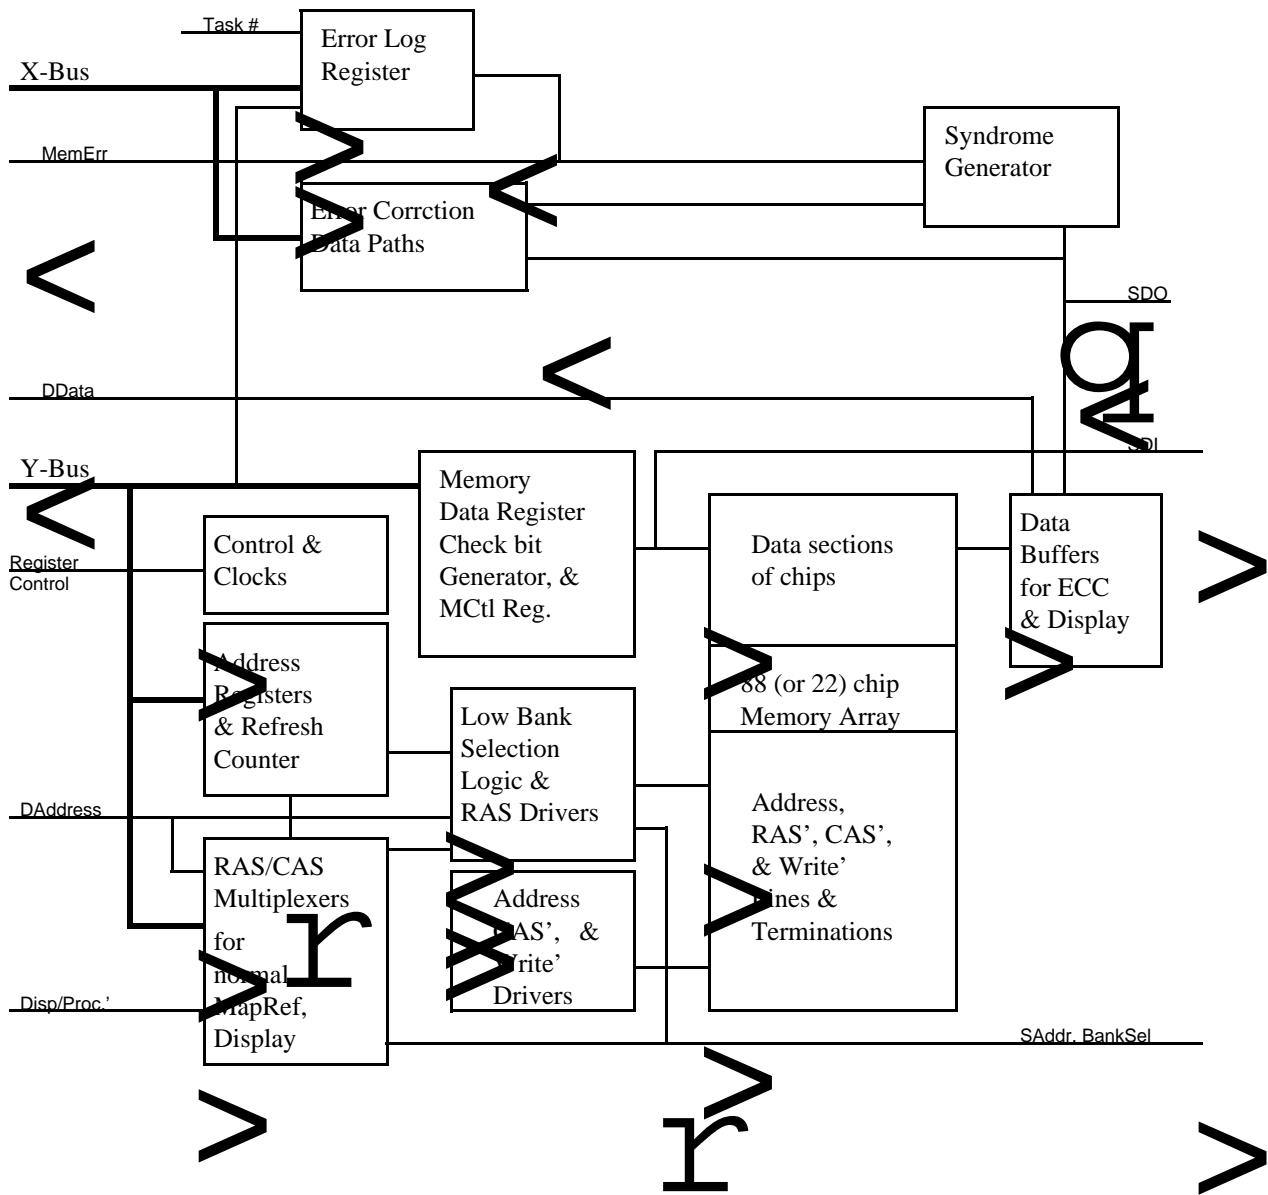 Task #
Error Log
Register
X-Bus
MemErr
Syndrome
Generator
Error Corrction
Data Paths
SDO
DData
SDI
Y-Bus
Memory
Data Register
Check bit
Generator, &
MCtl Reg.
Control &
Clocks
Register
Control
Data sections
of chips
Data
Buffers
for ECC
& Display
Address
Registers
& Refresh
Counter
88 (or 22) chip
Memory Array
Low Bank
Selection
Logic &
RAS Drivers
DAddress
Address,
RAS’, CAS’,
& Write’
Lines &
Terminations
RAS/CAS
Multiplexers
for
normal,
MapRef,
Display
Address
CAS’, &
Write’
Drivers
Disp/Proc.’
SAddr, BankSel
<
>
>
<
<
q
<
<
>
>
>
>
>
<
>
>
>
r
>
>
r
>